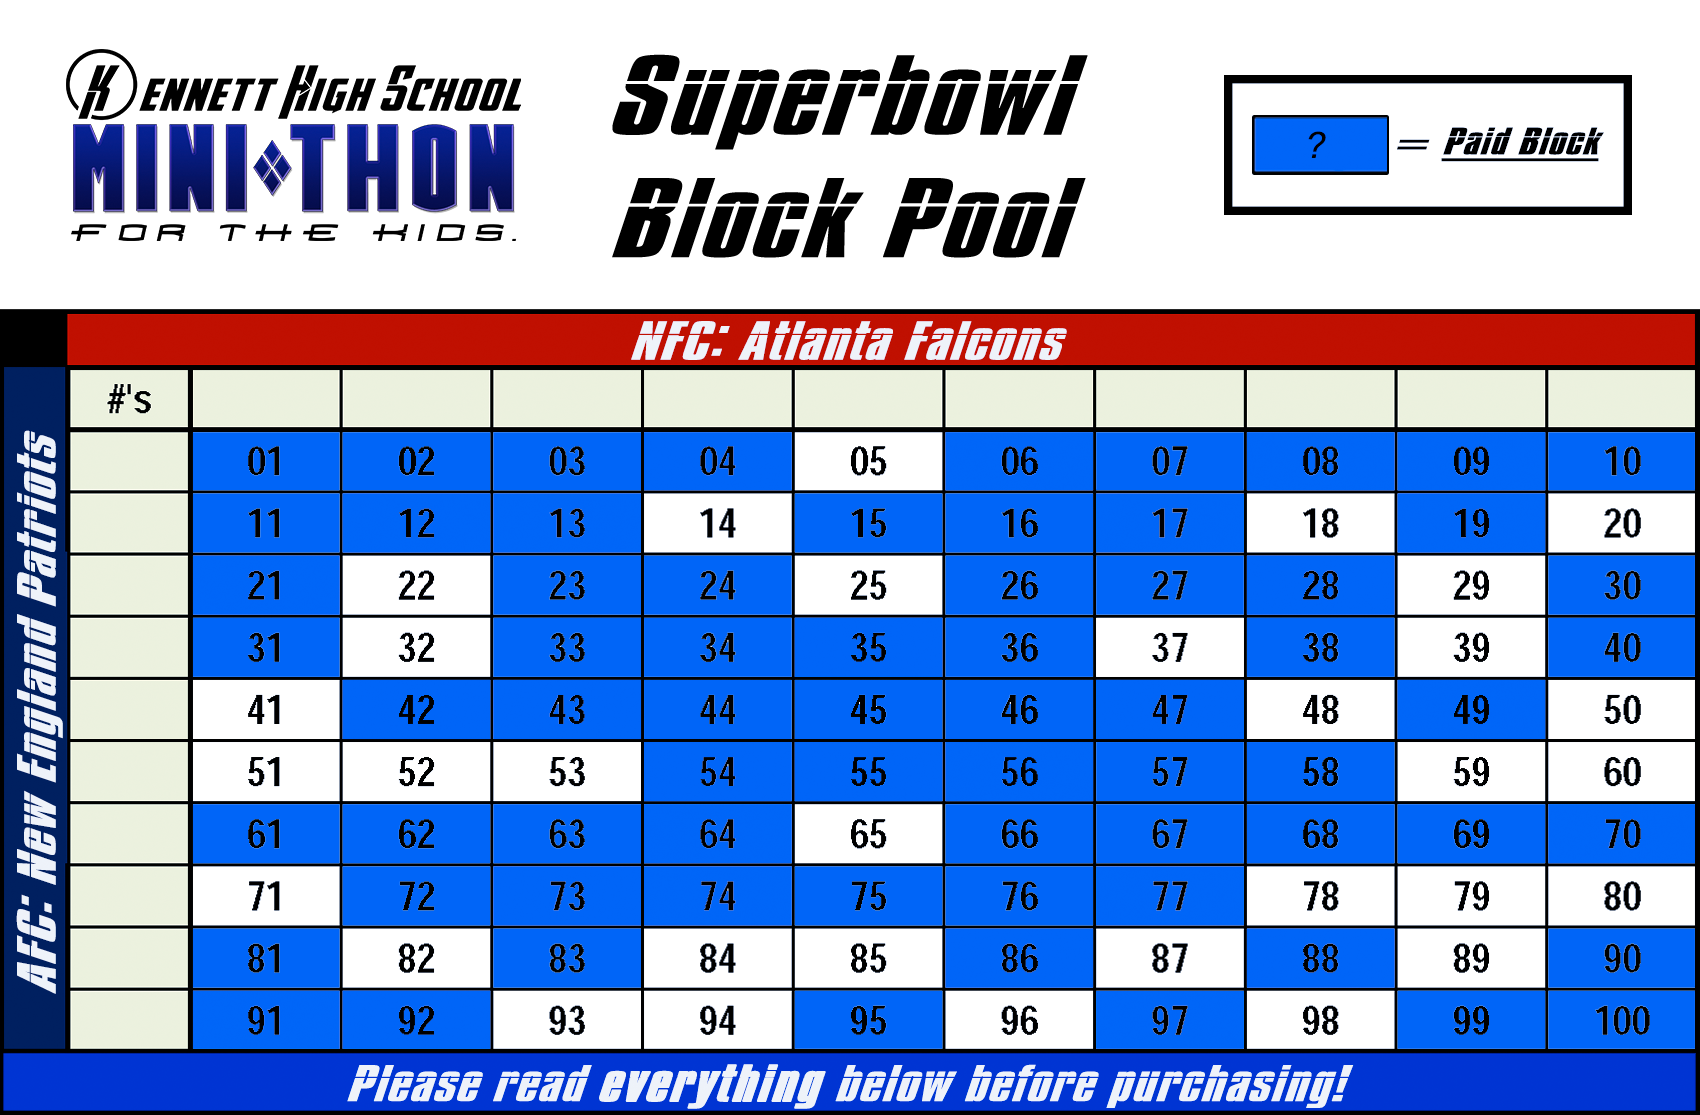 KENNETT HIGH SCHOOL
MINI THON
FOR THE KIDS.
Superbowl
Block Pool
? = Paid Block
NFC: Atlanta Falcons
AFC: New England Patriots
#'s
01 02 03 04 05 06 07 08 09 10
11 12 13 14 15 16 17 18 19 20
21 22 23 24 25 26 27 28 29 30
31 32 33 34 35 36 37 38 39 40
41 42 43 44 45 46 47 48 49 50
51 52 53 54 55 56 57 58 59 60
61 62 63 64 65 66 67 68 69 70
71 72 73 74 75 76 77 78 79 80
81 82 83 84 85 86 87 88 89 90
91 92 93 94 95 96 97 98 99 100
Please read everything below before purchasing!